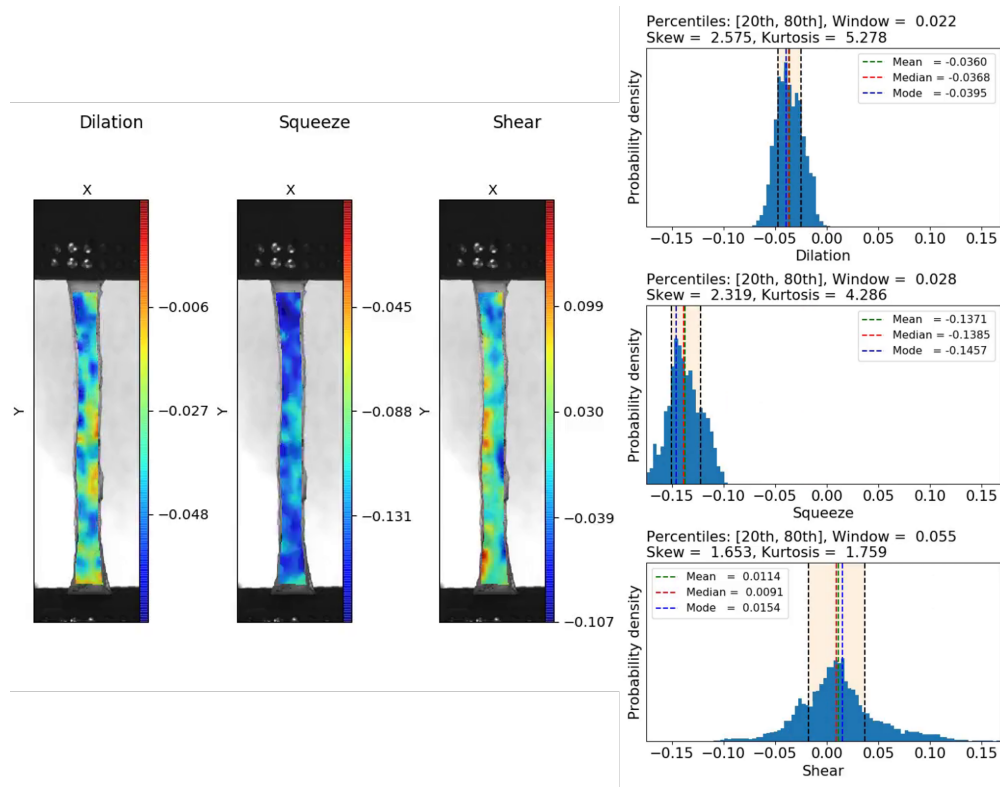 Dilation
Squeeze
Shear
X
X
X
Y
−0.006
−0.027
−0.048
Y
−0.045
−0.088
−0.131
Y
0.099
0.030
−0.039
−0.107
Percentiles: [20th, 80th], Window = 0.022
Skew = 2.575, Kurtosis = 5.278
Probability density
Mean = -0.0360
Median = -0.0368
Mode = -0.0395
−0.15 −0.10 −0.05 0.00 0.05 0.10 0.15
Dilation
Percentiles: [20th, 80th], Window = 0.028
Skew = 2.319, Kurtosis = 4.286
Probability density
Mean = -0.1371
Median = -0.1385
Mode = -0.1457
−0.15 −0.10 −0.05 0.00 0.05 0.10 0.15
Squeeze
Percentiles: [20th, 80th], Window = 0.055
Skew = 1.653, Kurtosis = 1.759
Probability density
Mean = 0.0114
Median = 0.0091
Mode = 0.0154
−0.15 −0.10 −0.05 0.00 0.05 0.10 0.15
Shear